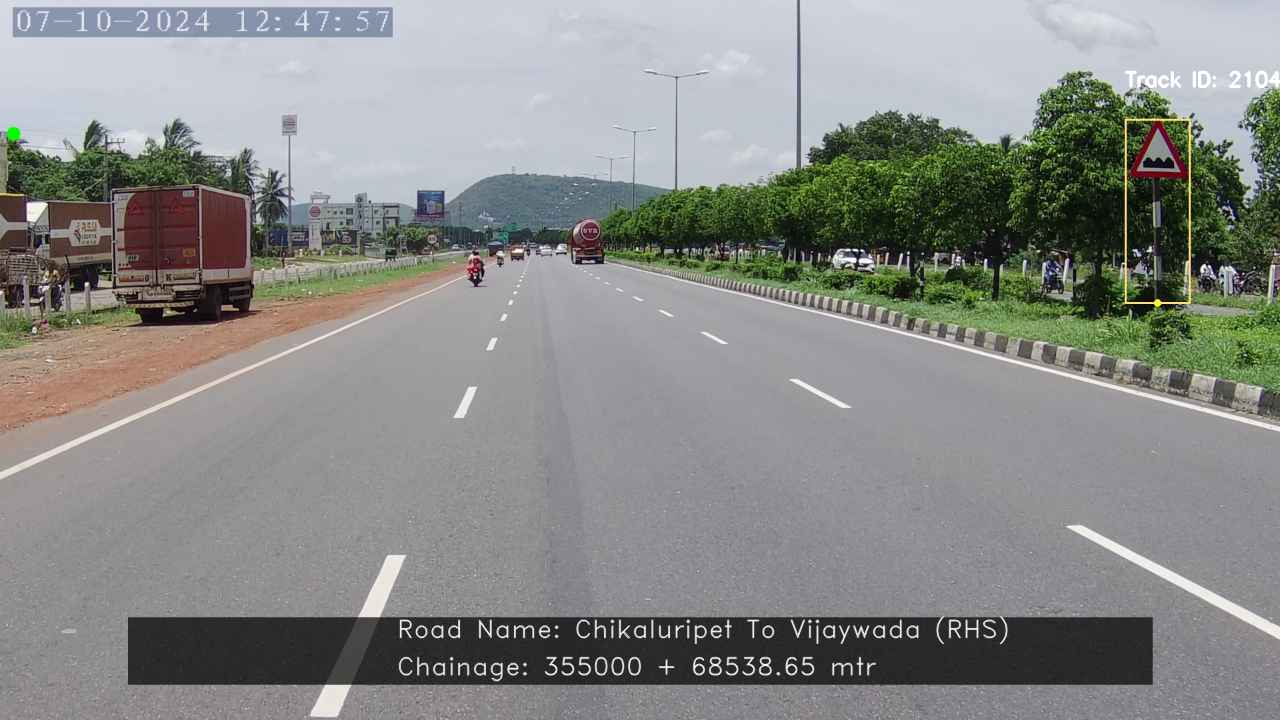 07-10-2024 12:47:57
Track ID: 2104
Road Name: Chikaluripet To Vijaywada (RHS)
Chainage: 355000 + 68538.65 mtr